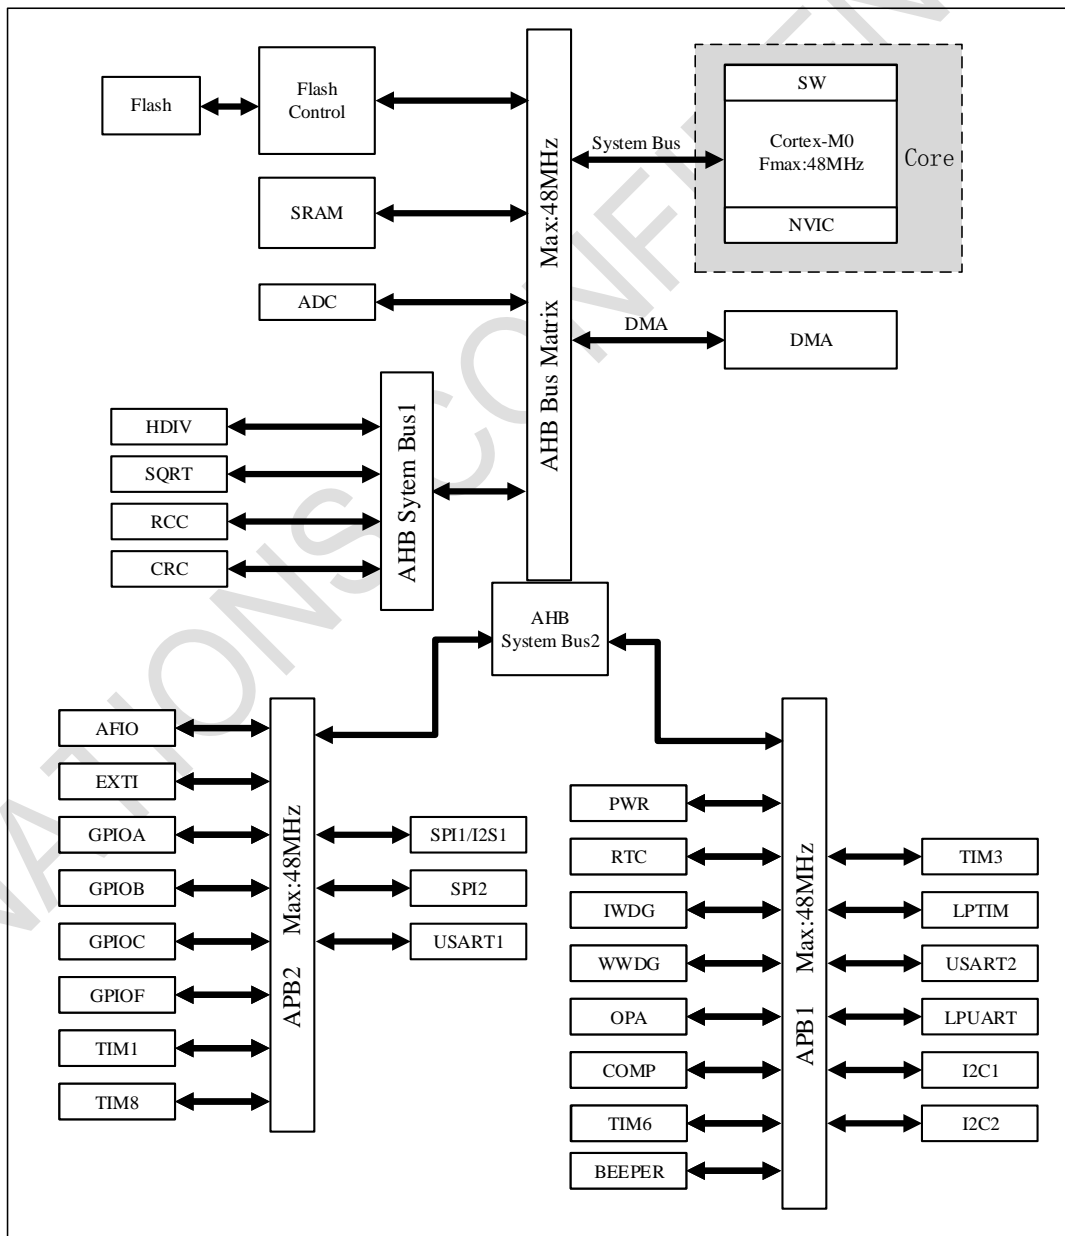 Flash
Flash
Control
SRAM
ADC
AHB Bus Matrix Max:48MHz
System Bus
SW
Cortex-M0
Fmax:48MHz
NVIC
Core
DMA
DMA
HDIV
SQRT
RCC
CRC
AHB Sytem Bus1
AHB
System Bus2
AFIO
EXTI
GPIOA
GPIOB
GPIOC
GPIOF
TIM1
TIM8
APB2 Max:48MHz
SPI1/I2S1
SPI2
USART1
PWR
RTC
IWDG
WWDG
OPA
COMP
TIM6
BEEPER
APB1 Max:48MHz
TIM3
LPTIM
USART2
LPUART
I2C1
I2C2
NATIONS CONFIDEN